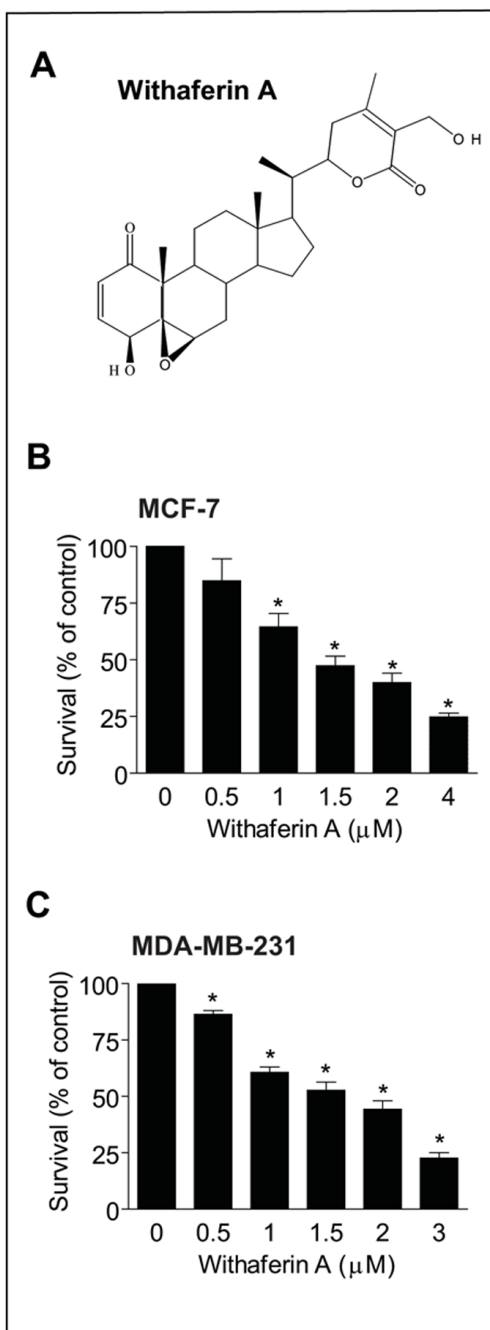 A
Withaferin A
O
H O
O
O
O
O H
B
MCF-7
Survival (% of control)
100
75
50
25
0
*
*
*
*
0 0.5 1 1.5 2 4
Withaferin A (μM)
C
MDA-MB-231
Survival (% of control)
100
75
50
25
0
*
*
*
*
*
0 0.5 1 1.5 2 3
Withaferin A (μM)